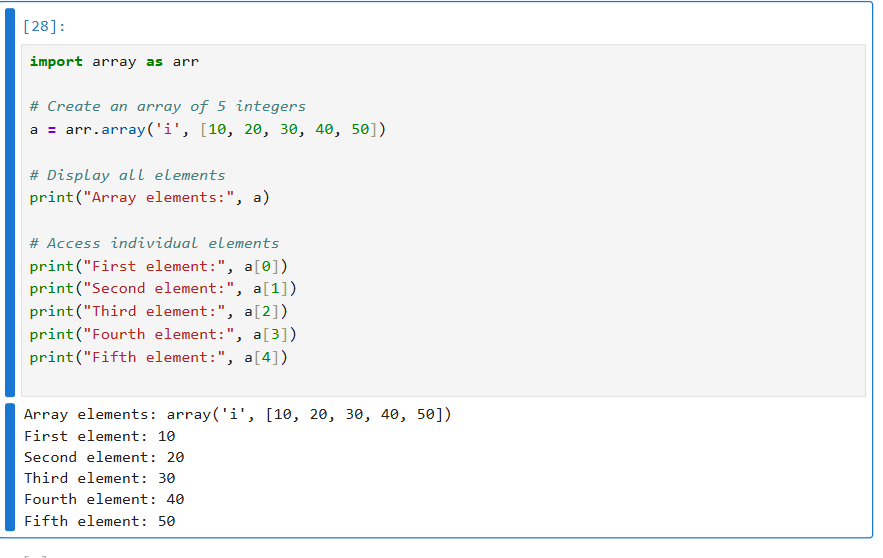 [28]:
import array as arr
# Create an array of 5 integers
a = arr.array('i', [10, 20, 30, 40, 50])
# Display all elements
print("Array elements:", a)
# Access individual elements
print("First element:", a[0])
print("Second element:", a[1])
print("Third element:", a[2])
print("Fourth element:", a[3])
print("Fifth element:", a[4])
Array elements: array('i', [10, 20, 30, 40, 50])
First element: 10
Second element: 20
Third element: 30
Fourth element: 40
Fifth element: 50